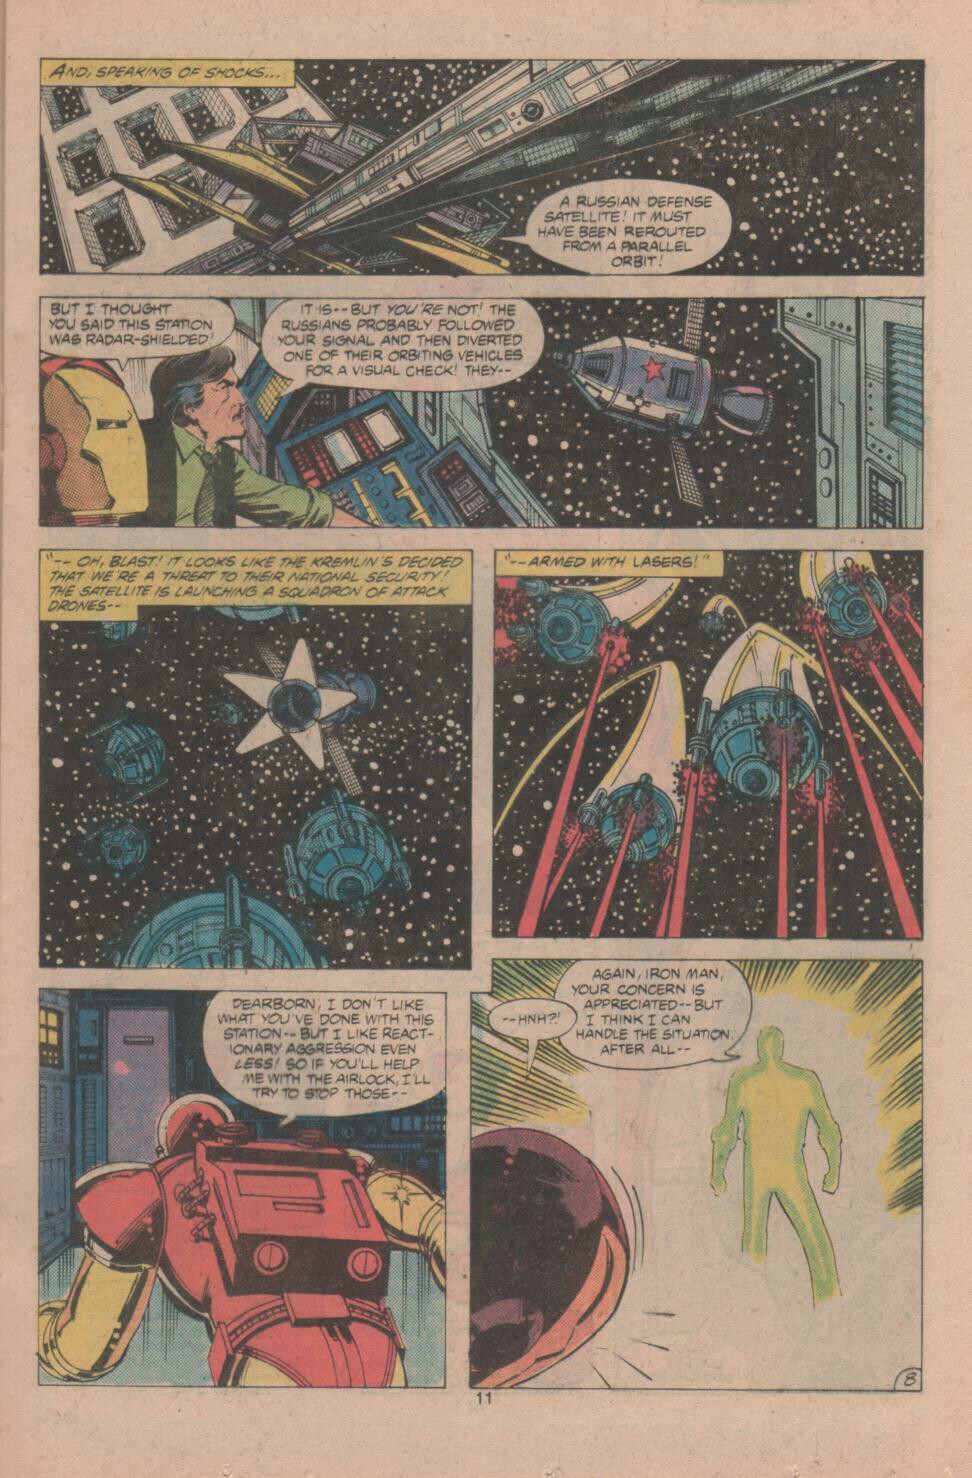 AND, SPEAKING OF SHOCKS...
A RUSSIAN DEFENSE
SATELLITE! IT MUST
HAVE BEEN REROUTED
FROM A PARALLEL
ORBIT!
BUT I THOUGHT
YOU SAID THIS STATION
WAS RADAR-SHIELDED!
IT IS-- BUT YOU'RE NOT! THE
RUSSIANS PROBABLY FOLLOWED
YOUR SIGNAL AND THEN DIVERTED
ONE OF THEIR ORBITING VEHICLES
FOR A VISUAL CHECK! THEY--
"-- OH, BLAST! IT LOOKS LIKE THE KREMLIN'S DECIDED
THAT WE'RE A THREAT TO THEIR NATIONAL SECURITY!
THE SATELLITE IS LAUNCHING A SQUADRON OF ATTACK
DRONES--
"-- ARMED WITH LASERS!"
DEARBORN, I DON'T LIKE
WHAT YOU'VE DONE WITH THIS
STATION-- BUT I LIKE REACT-
IONARY AGGRESSION EVEN
LESS! SO IF YOU'LL HELP
ME WITH THE AIRLOCK, I'LL
TRY TO STOP THOSE--
--HNH?!
AGAIN, IRON MAN,
YOUR CONCERN IS
APPRECIATED-- BUT
I THINK I CAN
HANDLE THE SITUATION
AFTER ALL--
8
11